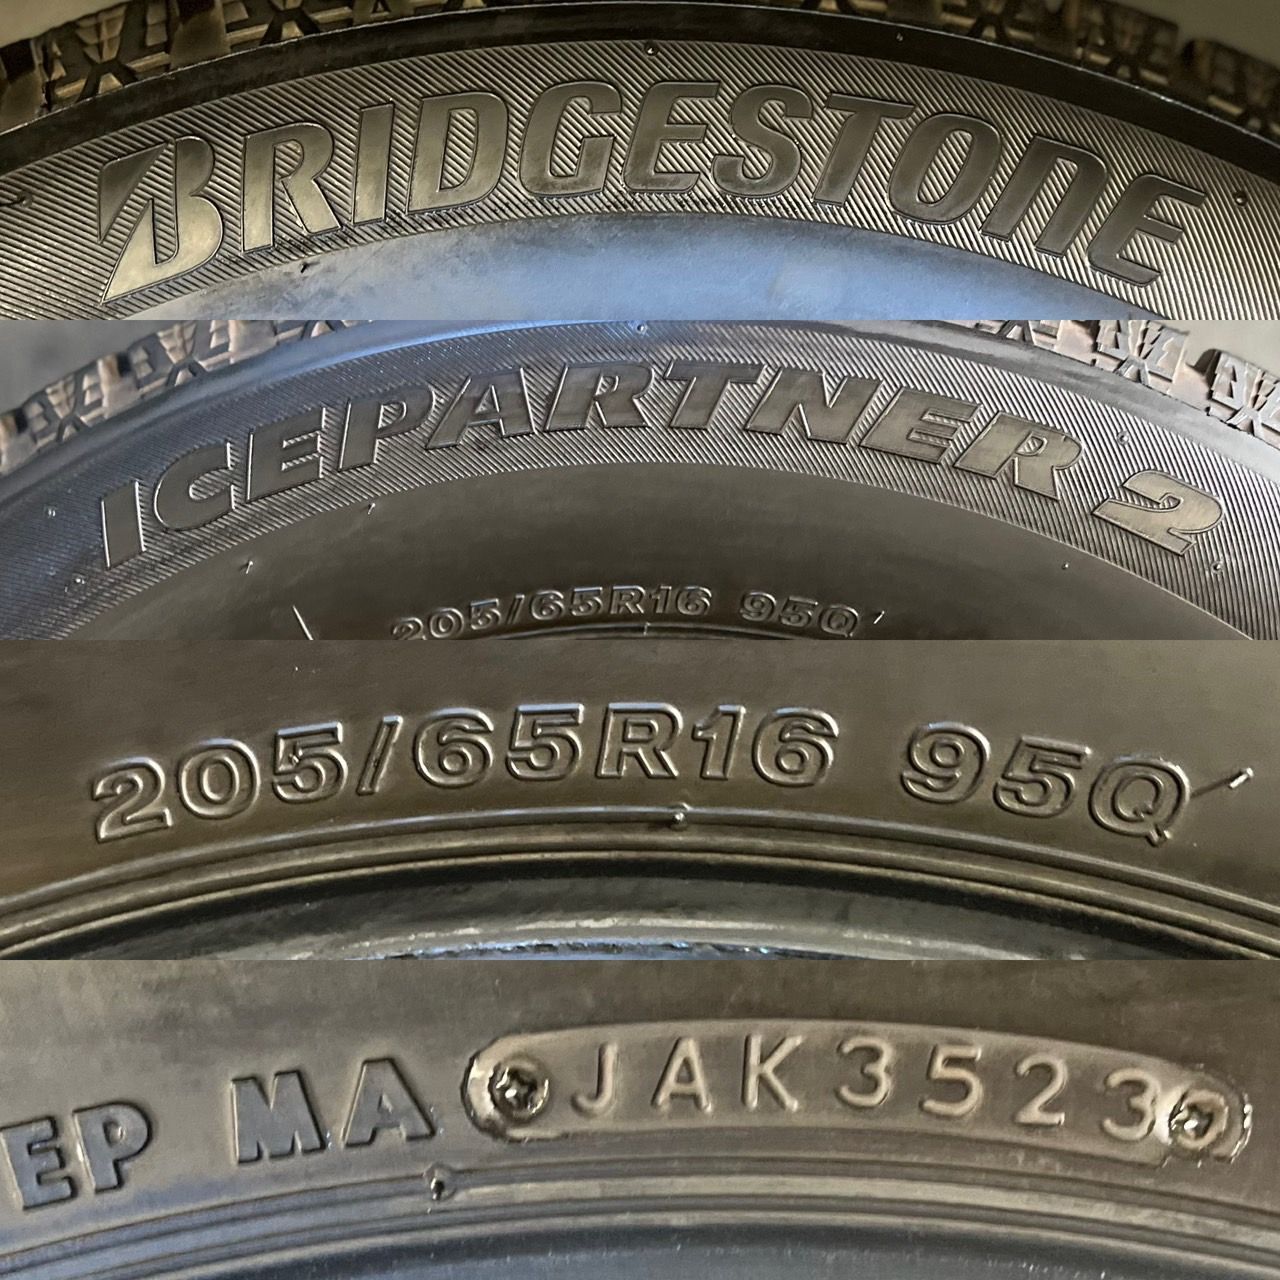 BRIDGESTONE
ICEPARTNER 2
205/65R16 95Q
205/65R16 95Q
EP MA JAK3523